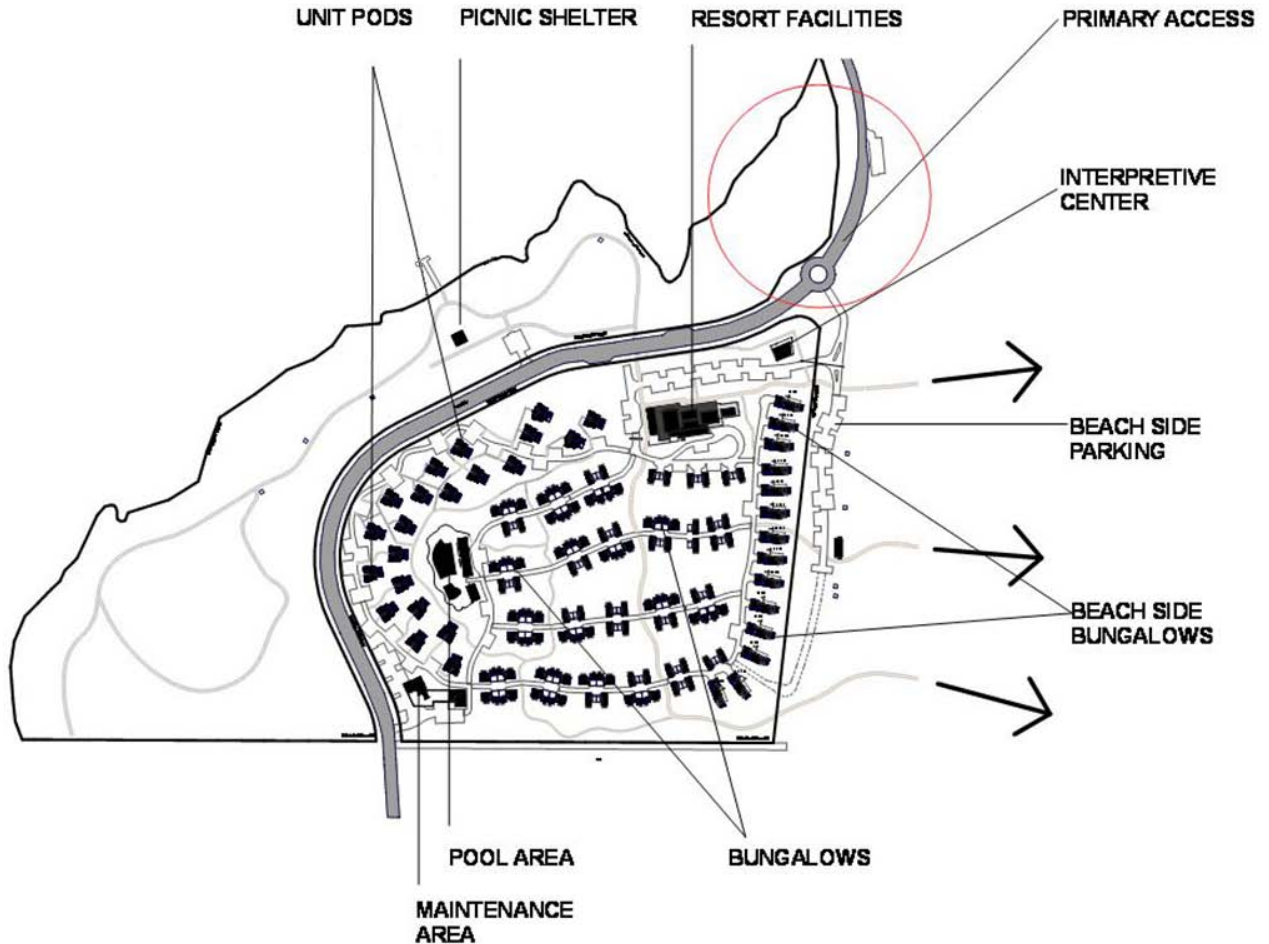 UNIT PODS
PICNIC SHELTER
RESORT FACILITIES
PRIMARY ACCESS
INTERPRETIVE
CENTER
BEACH SIDE
PARKING
BEACH SIDE
BUNGALOWS
POOL AREA
BUNGALOWS
MAINTENANCE
AREA